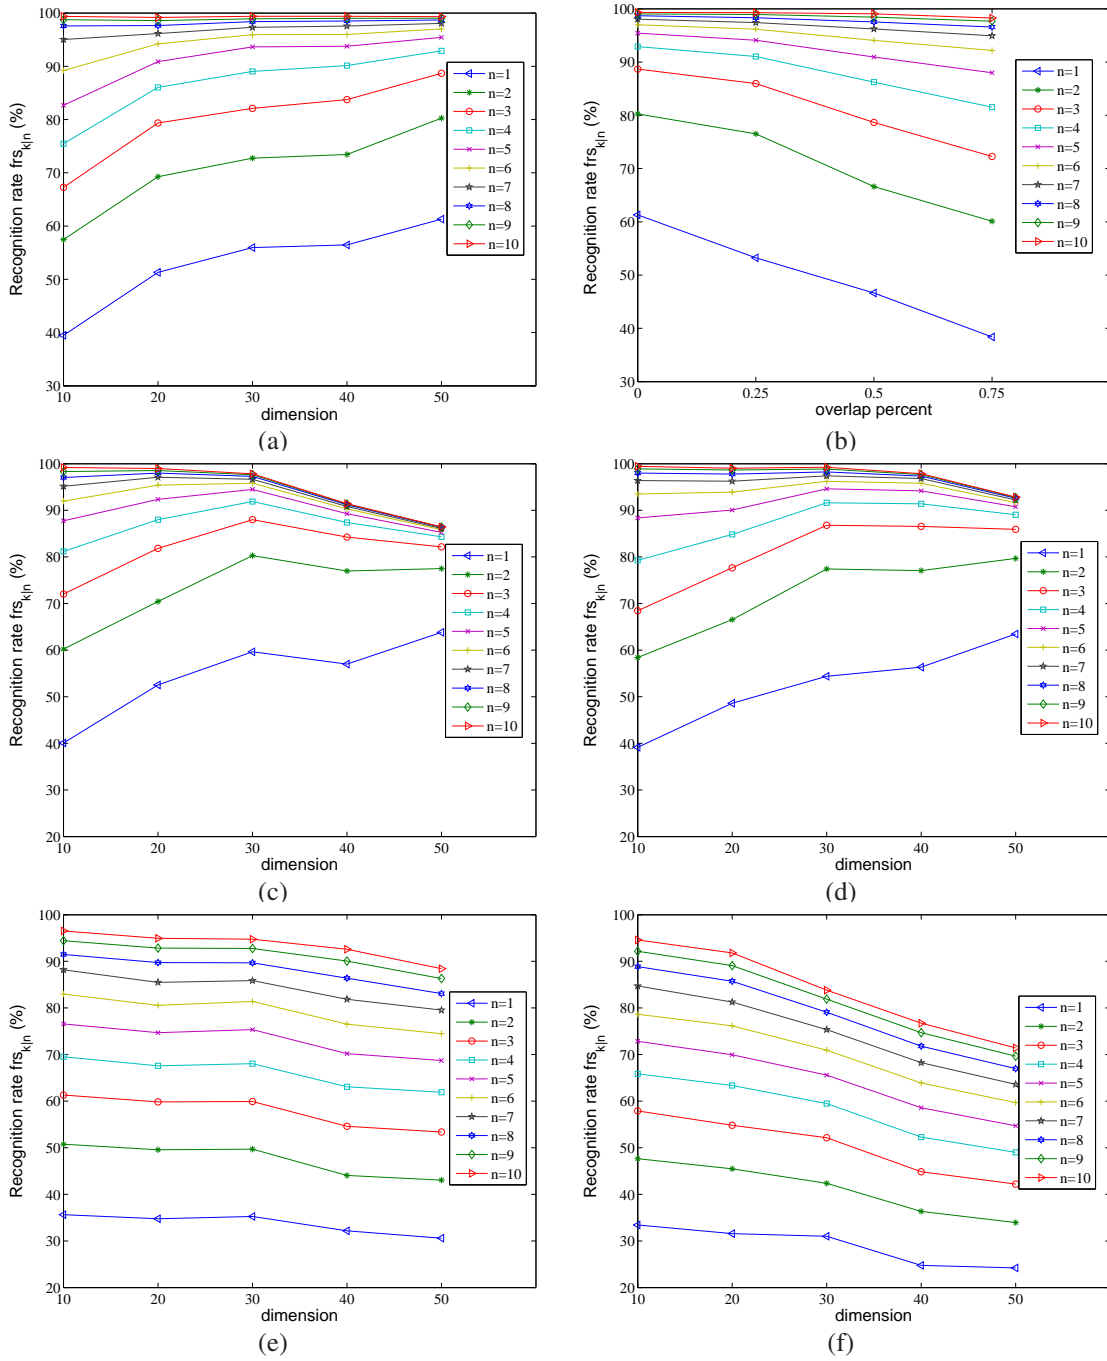 100
90
80
70
60
50
40
30
10 20 30 40 50
Recognition rate frs_{k|n} (%)
dimension
n=1
n=2
n=3
n=4
n=5
n=6
n=7
n=8
n=9
n=10
(a)
100
90
80
70
60
50
40
30
0 0.25 0.5 0.75
Recognition rate frs_{k|n} (%)
overlap percent
n=1
n=2
n=3
n=4
n=5
n=6
n=7
n=8
n=9
n=10
(b)
100
90
80
70
60
50
40
30
20
10 20 30 40 50
Recognition rate frs_{k|n} (%)
dimension
n=1
n=2
n=3
n=4
n=5
n=6
n=7
n=8
n=9
n=10
(c)
100
90
80
70
60
50
40
30
20
10 20 30 40 50
Recognition rate frs_{k|n} (%)
dimension
n=1
n=2
n=3
n=4
n=5
n=6
n=7
n=8
n=9
n=10
(d)
100
90
80
70
60
50
40
30
20
10 20 30 40 50
Recognition rate frs_{k|n} (%)
dimension
n=1
n=2
n=3
n=4
n=5
n=6
n=7
n=8
n=9
n=10
(e)
100
90
80
70
60
50
40
30
20
10 20 30 40 50
Recognition rate frs_{k|n} (%)
dimension
n=1
n=2
n=3
n=4
n=5
n=6
n=7
n=8
n=9
n=10
(f)